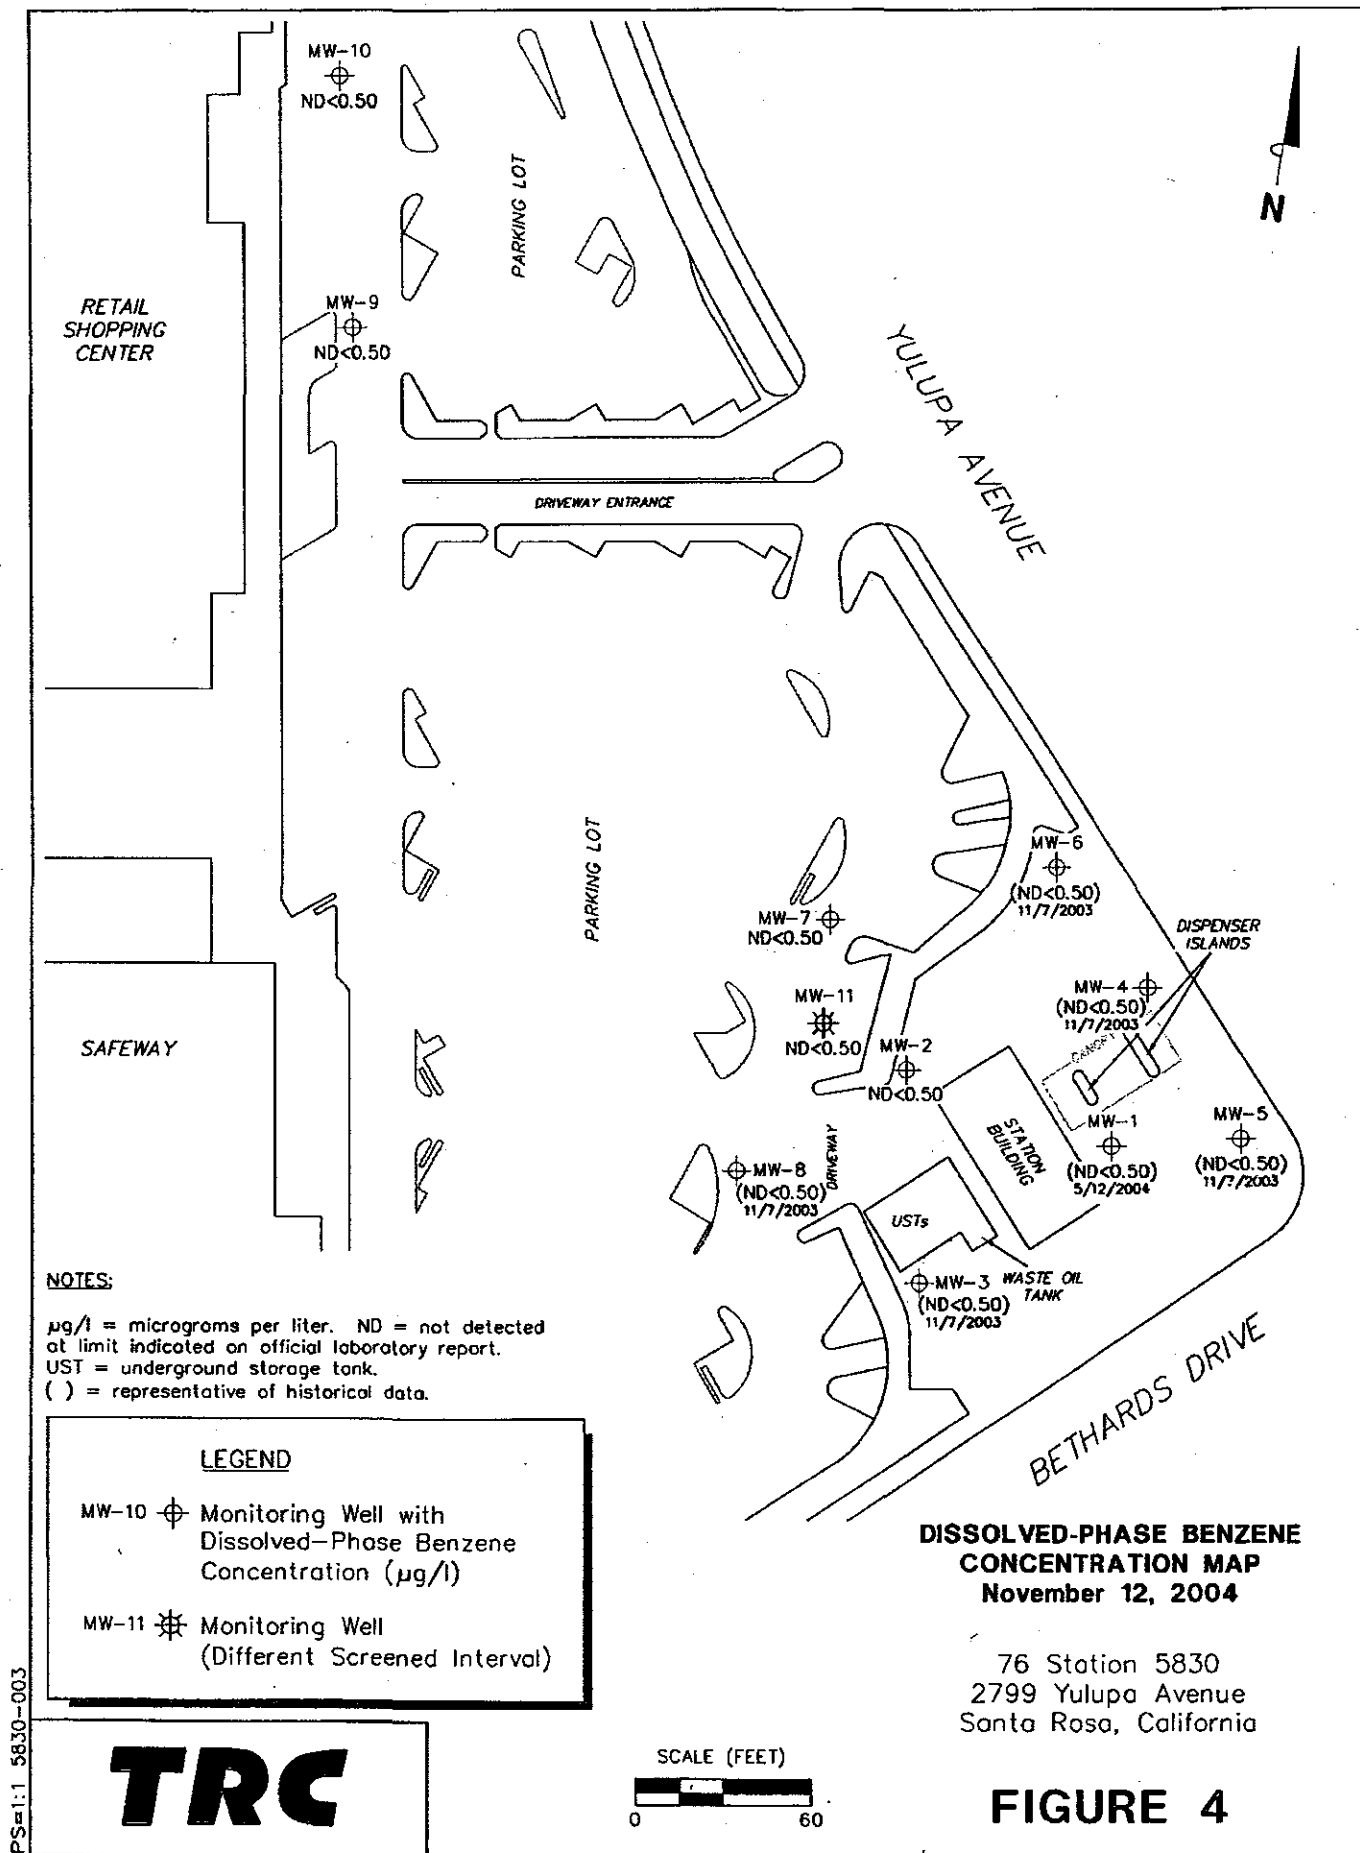 MW-10
ND<0.50
PARKING LOT
N
RETAIL
SHOPPING
CENTER
MW-9
ND<0.50
YULUPA AVENUE
DRIVEWAY ENTRANCE
PARKING LOT
MW-6
(ND<0.50)
11/7/2003
MW-7
ND<0.50
DISPENSER
ISLANDS
MW-4
(ND<0.50)
11/7/2003
MW-11
ND<0.50
SAFEWAY
CANOPY
MW-2
ND<0.50
STATION
BUILDING
MW-1
(ND<0.50)
5/12/2004
MW-5
(ND<0.50)
11/7/2003
DRIVEWAY
MW-8
(ND<0.50)
11/7/2003
USTs
MW-3
(ND<0.50)
11/7/2003
WASTE OIL
TANK
BETHARDS DRIVE
NOTES:
µg/l = micrograms per liter. ND = not detected
at limit indicated on official laboratory report.
UST = underground storage tank.
( ) = representative of historical data.
LEGEND
MW-10 Monitoring Well with
Dissolved-Phase Benzene
Concentration (µg/l)
MW-11 Monitoring Well
(Different Screened Interval)
DISSOLVED-PHASE BENZENE
CONCENTRATION MAP
November 12, 2004
76 Station 5830
2799 Yulupa Avenue
Santa Rosa, California
PS=1:1 5830-003
TRC
SCALE (FEET)
0 60
FIGURE 4